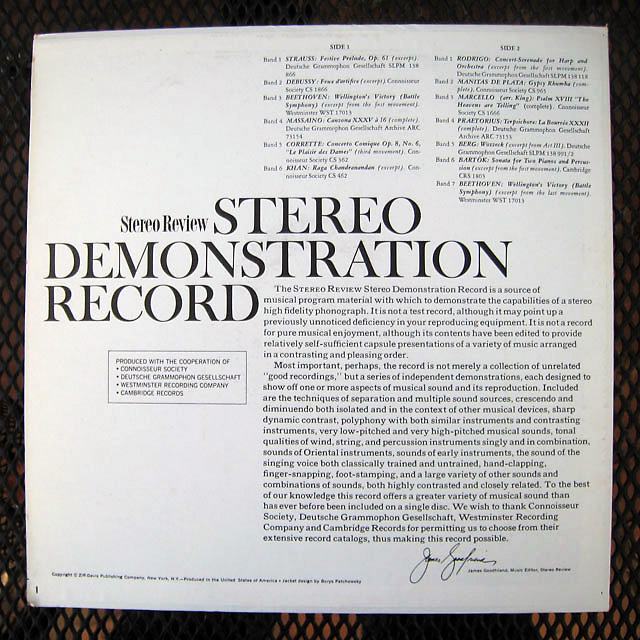 SIDE 1
Band 1 STRAUSS: Festive Prelude, Op. 61 (excerpt).
Deutsche Grammophon Gesellschaft SLPM 138
866
Band 2 DEBUSSY: Feux d'artifice (excerpt). Connoisseur
Society CS 1866
Band 3 BEETHOVEN: Wellington's Victory (Battle
Symphony) (excerpt from the first movement).
Westminster WST 17013
Band 4 MASSAINO: Canzona XXXV à 16 (complete).
Deutsche Grammophon Gesellschaft Archive ARC
73154
Band 5 CORRETTE: Concerto Comique Op. 8, No. 6,
"Le Plaisir des Dames" (third movement). Con-
noisseur Society CS 362
Band 6 KHAN: Raga Chandranandan (excerpt). Con-
noisseur Society CS 462
SIDE 2
Band 1 RODRIGO: Concert-Serenade for Harp and
Orchestra (excerpt from the first movement).
Deutsche Grammophon Gesellschaft SLPM 138 118
Band 2 MANITAS DE PLATA: Gypsy Rhumba (com-
plete). Connoisseur Society CS 965
Band 3 MARCELLO (arr. King): Psalm XVIII "The
Heavens are Telling" (complete). Connoisseur
Society CS 1066
Band 4 PRAETORIUS: Terpsichore: La Bourrée XXXII
(complete). Deutsche Grammophon Gesellschaft
Archive ARC 73153
Band 5 BERG: Wozzeck (excerpt from Act III). Deutsche
Grammophon Gesellschaft SLPM 138 991/2
Band 6 BARTÓK: Sonata for Two Pianos and Percus-
sion (excerpt from the first movement). Cambridge
CRS 1803
Band 7 BEETHOVEN: Wellington's Victory (Battle
Symphony) (excerpt from the last movement).
Westminster WST 17013
Stereo Review STEREO
DEMONSTRATION
RECORD
The STEREO REVIEW Stereo Demonstration Record is a source of
musical program material with which to demonstrate the capabilities of a stereo
high fidelity phonograph. It is not a test record, although it may point up a
previously unnoticed deficiency in your reproducing equipment. It is not a record
for pure musical enjoyment, although its contents have been edited to provide
relatively self-sufficient capsule presentations of a variety of music arranged
in a contrasting and pleasing order.
Most important, perhaps, the record is not merely a collection of unrelated
"good recordings," but a series of independent demonstrations, each designed to
show off one or more aspects of musical sound and its reproduction. Included
are the techniques of separation and multiple sound sources, crescendo and
diminuendo both isolated and in the context of other musical devices, sharp
dynamic contrast, polyphony with both similar instruments and contrasting
instruments, very low-pitched and very high-pitched musical sounds, tonal
qualities of wind, string, and percussion instruments singly and in combination,
sounds of Oriental instruments, sounds of early instruments, the sound of the
singing voice both classically trained and untrained, hand-clapping,
finger-snapping, foot-stamping, and a large variety of other sounds and
combinations of sounds, both highly contrasted and closely related. To the best
of our knowledge this record offers a greater variety of musical sound than
has ever before been included on a single disc. We wish to thank Connoisseur
Society, Deutsche Grammophon Gesellschaft, Westminster Recording
Company and Cambridge Records for permitting us to choose from their
extensive record catalogs, thus making this record possible.
PRODUCED WITH THE COOPERATION OF
• CONNOISSEUR SOCIETY
• DEUTSCHE GRAMMOPHON GESELLSCHAFT
• WESTMINSTER RECORDING COMPANY
• CAMBRIDGE RECORDS
James Goodfriend
James Goodfriend, Music Editor, Stereo Review
Copyright © Ziff-Davis Publishing Company, New York, N.Y.—Produced in the United States of America • Jacket design by Borys Patchowsky